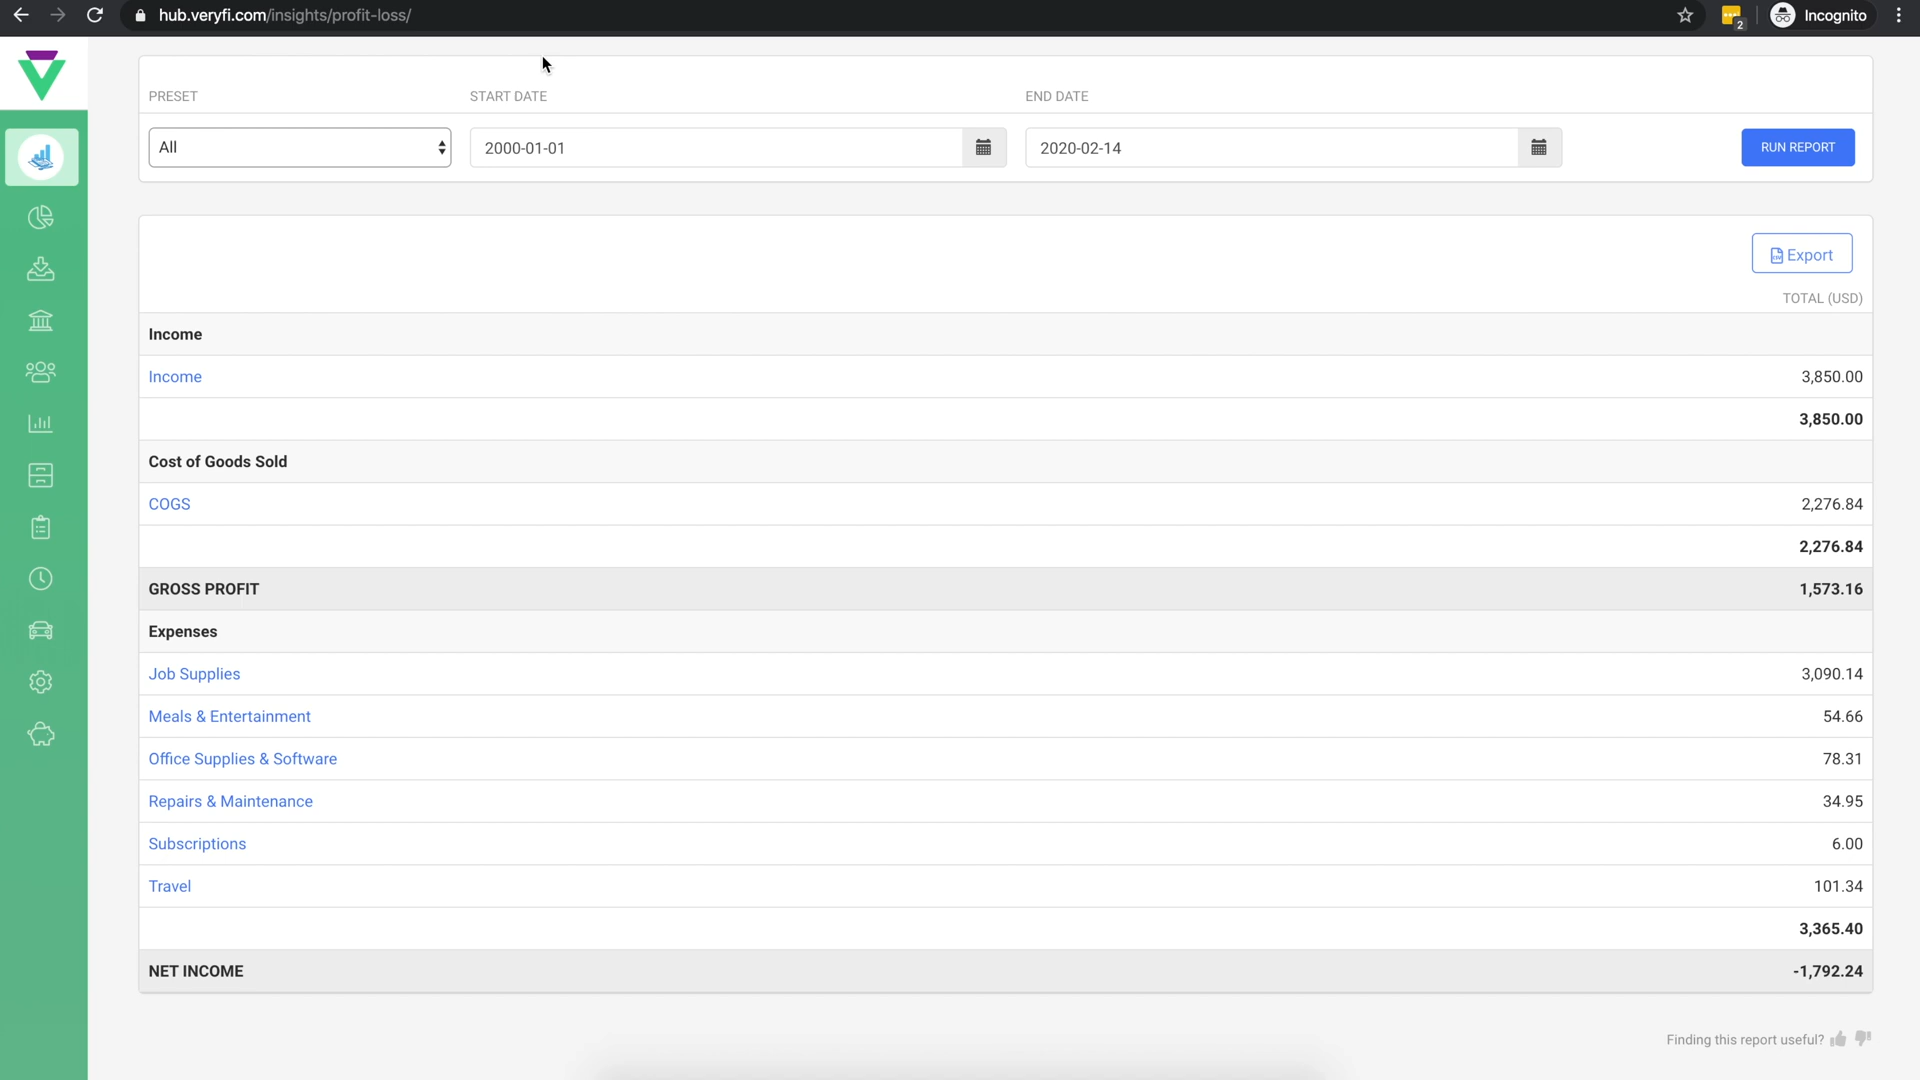 hub.veryfi.com/insights/profit-loss/
2
Incognito
PRESET
START DATE
END DATE
All
2000-01-01
2020-02-14
RUN REPORT
Export
TOTAL (USD)
Income
Income
3,850.00
3,850.00
Cost of Goods Sold
COGS
2,276.84
2,276.84
GROSS PROFIT
1,573.16
Expenses
Job Supplies
3,090.14
Meals & Entertainment
54.66
Office Supplies & Software
78.31
Repairs & Maintenance
34.95
Subscriptions
6.00
Travel
101.34
3,365.40
NET INCOME
-1,792.24
Finding this report useful?